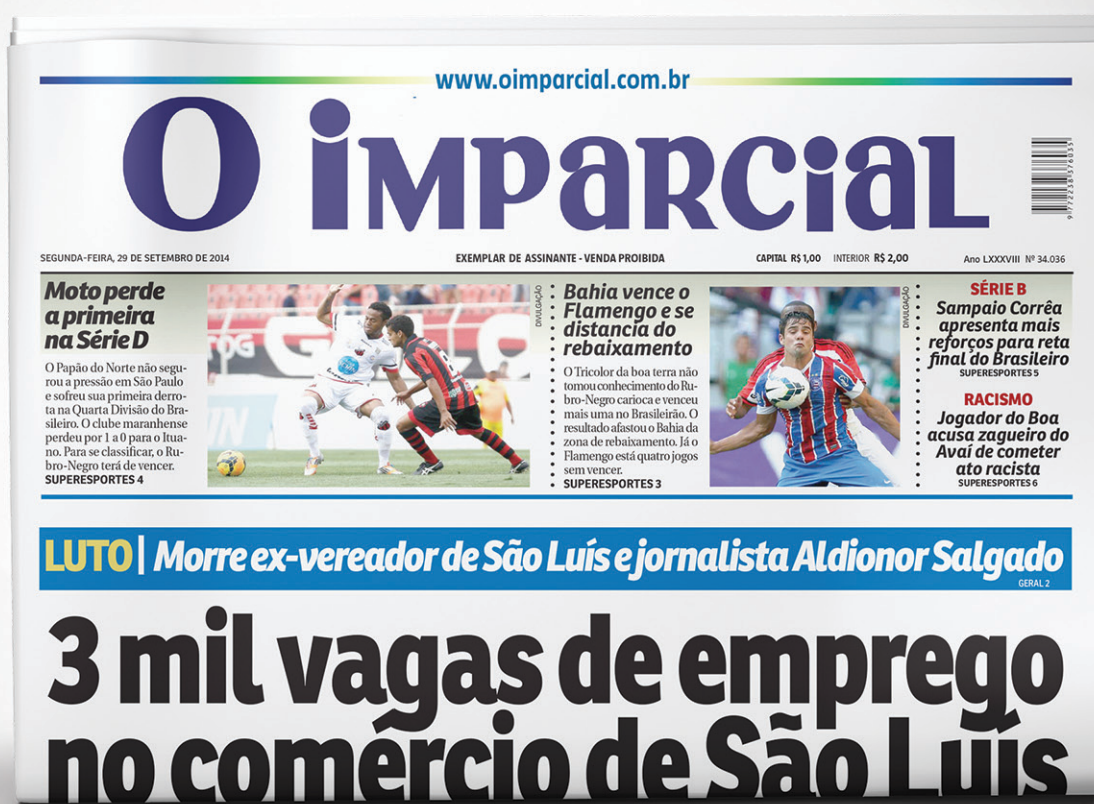 www.oimparcial.com.br
O imparcial
SEGUNDA-FEIRA, 29 DE SETEMBRO DE 2014
EXEMPLAR DE ASSINANTE - VENDA PROIBIDA
CAPITAL R$ 1,00 INTERIOR R$ 2,00
Ano LXXXVIII Nº 34.036
9 772238 376035
Moto perde
a primeira
na Série D
O Papão do Norte não segu-
rou a pressão em São Paulo
e sofreu sua primeira derro-
ta na Quarta Divisão do Bra-
sileiro. O clube maranhense
perdeu por 1 a 0 para o Itua-
no. Para se classificar, o Ru-
bro-Negro terá de vencer.
SUPERESPORTES 4
DIVULGAÇÃO
Bahia vence o
Flamengo e se
distancia do
rebaixamento
O Tricolor da boa terra não
tomou conhecimento do Ru-
bro-Negro carioca e venceu
mais uma no Brasileirão. O
resultado afastou o Bahia da
zona de rebaixamento. Já o
Flamengo está quatro jogos
sem vencer.
SUPERESPORTES 3
DIVULGAÇÃO
SÉRIE B
Sampaio Corrêa
apresenta mais
reforços para reta
final do Brasileiro
SUPERESPORTES 5
RACISMO
Jogador do Boa
acusa zagueiro do
Avaí de cometer
ato racista
SUPERESPORTES 6
LUTO | Morre ex-vereador de São Luís e jornalista Aldionor Salgado
GERAL 2
3 mil vagas de emprego
no comércio de São Luís